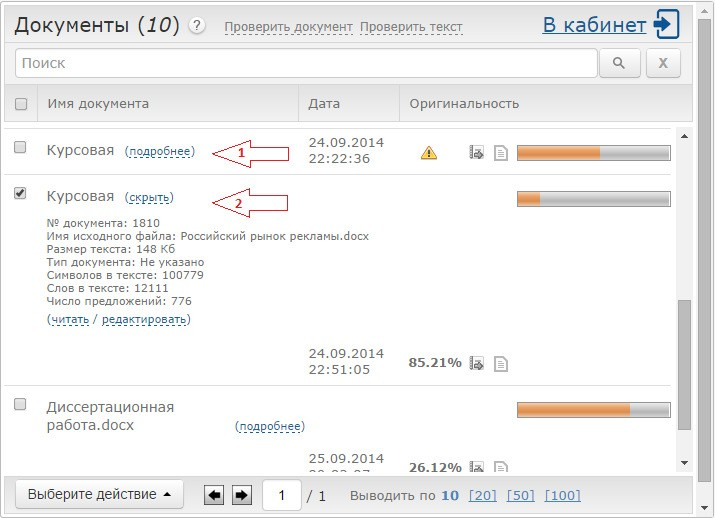 Документы (10) ? Проверить документ Проверить текст В кабинет
Поиск X
Имя документа Дата Оригинальность
Курсовая (подробнее) 1 24.09.2014
22:22:36
Курсовая (скрыть) 2
№ документа: 1810
Имя исходного файла: Российский рынок рекламы.docx
Размер текста: 148 Кб
Тип документа: Не указано
Символов в тексте: 100779
Слов в тексте: 12111
Число предложений: 776
(читать / редактировать)
24.09.2014
22:51:05 85.21%
Диссертационная
работа.docx (подробнее)
25.09.2014 26.12%
Выберите действие 1 / 1 Выводить по 10 [20] [50] [100]